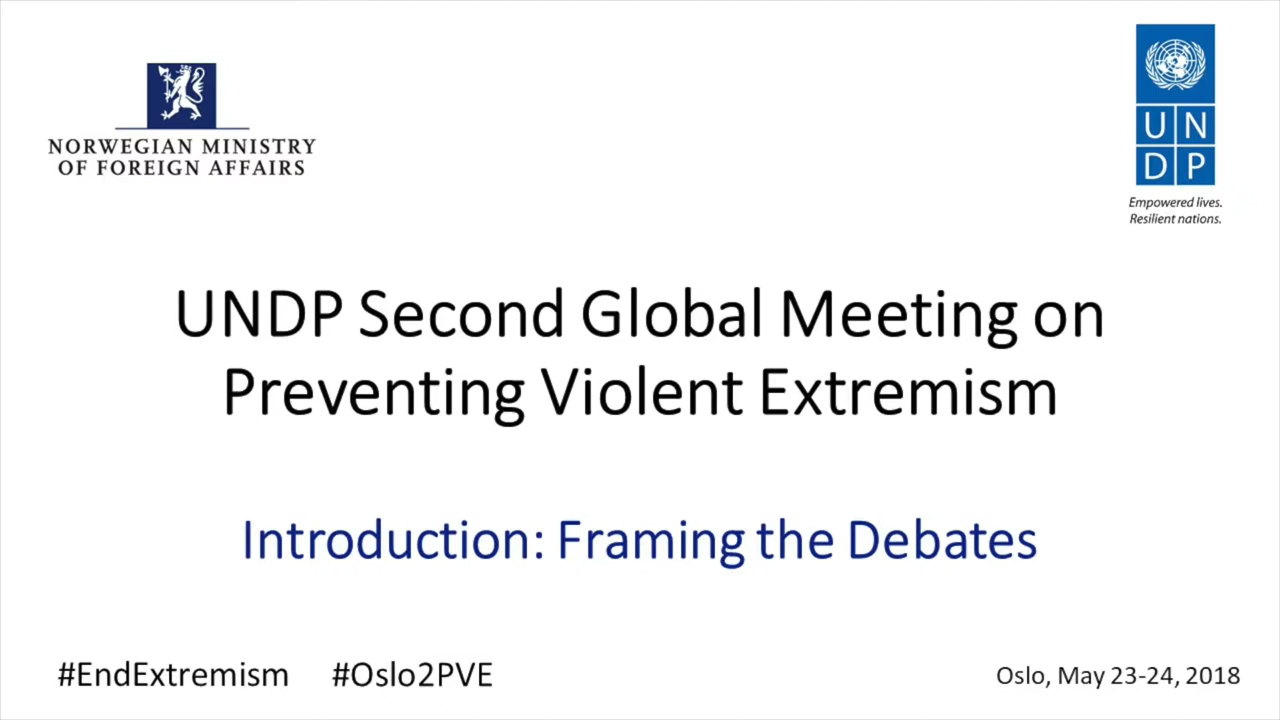 NORWEGIAN MINISTRY
OF FOREIGN AFFAIRS
U N
D P
Empowered lives.
Resilient nations.
UNDP Second Global Meeting on
Preventing Violent Extremism
Introduction: Framing the Debates
#EndExtremism #Oslo2PVE
Oslo, May 23-24, 2018